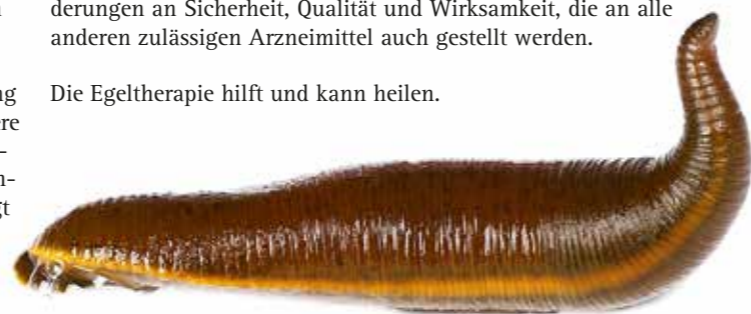 derungen an Sicherheit, Qualität und Wirksamkeit, die an alle
anderen zulässigen Arzneimittel auch gestellt werden.
Die Egeltherapie hilft und kann heilen.